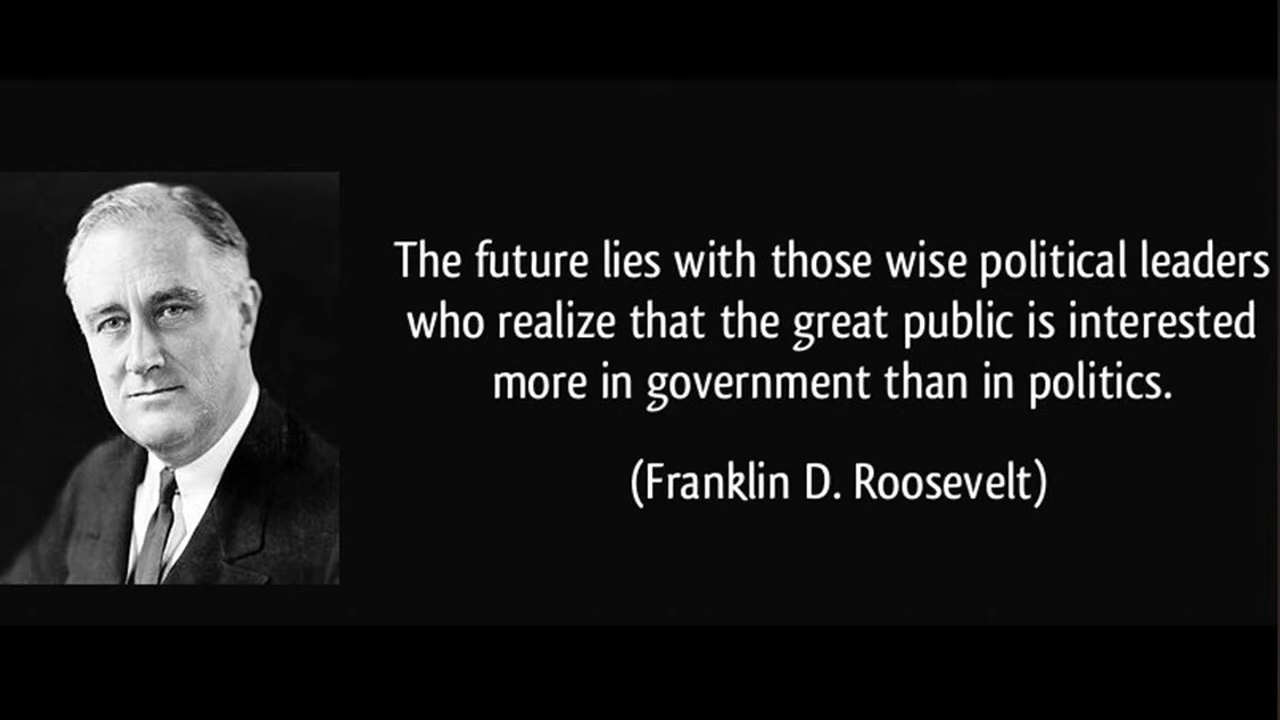 The future lies with those wise political leaders
who realize that the great public is interested
more in government than in politics.
(Franklin D. Roosevelt)